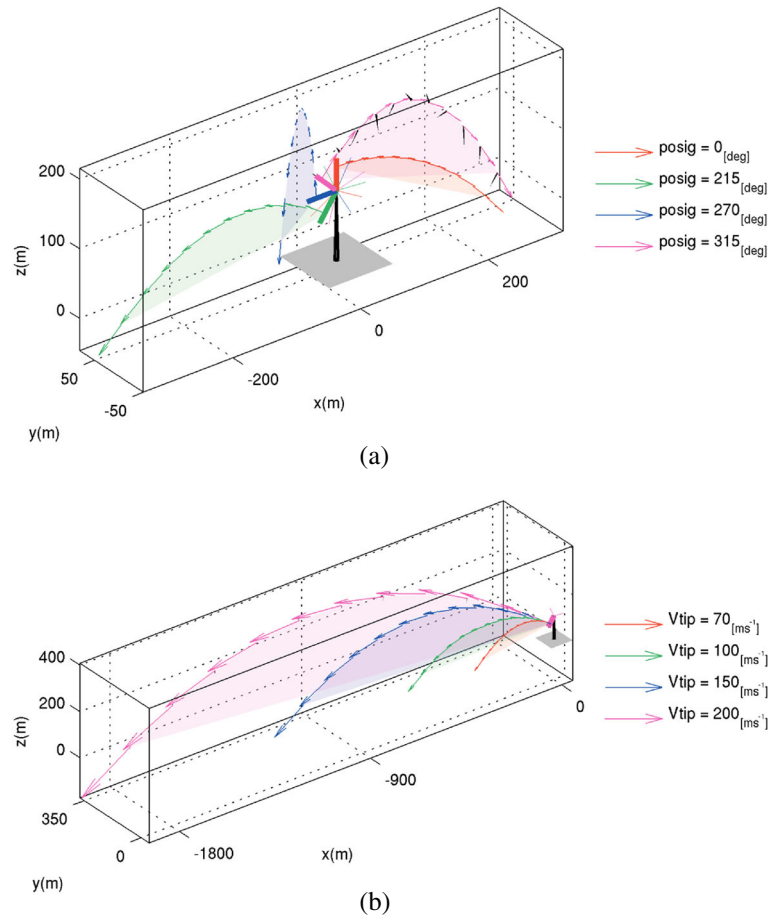 200
100
0
z(m)
50
-50
y(m)
-200
0
200
x(m)
posig = 0[deg]
posig = 215[deg]
posig = 270[deg]
posig = 315[deg]
(a)
400
200
0
z(m)
350
0
y(m)
-1800
-900
0
x(m)
Vtip = 70[ms⁻¹]
Vtip = 100[ms⁻¹]
Vtip = 150[ms⁻¹]
Vtip = 200[ms⁻¹]
(b)